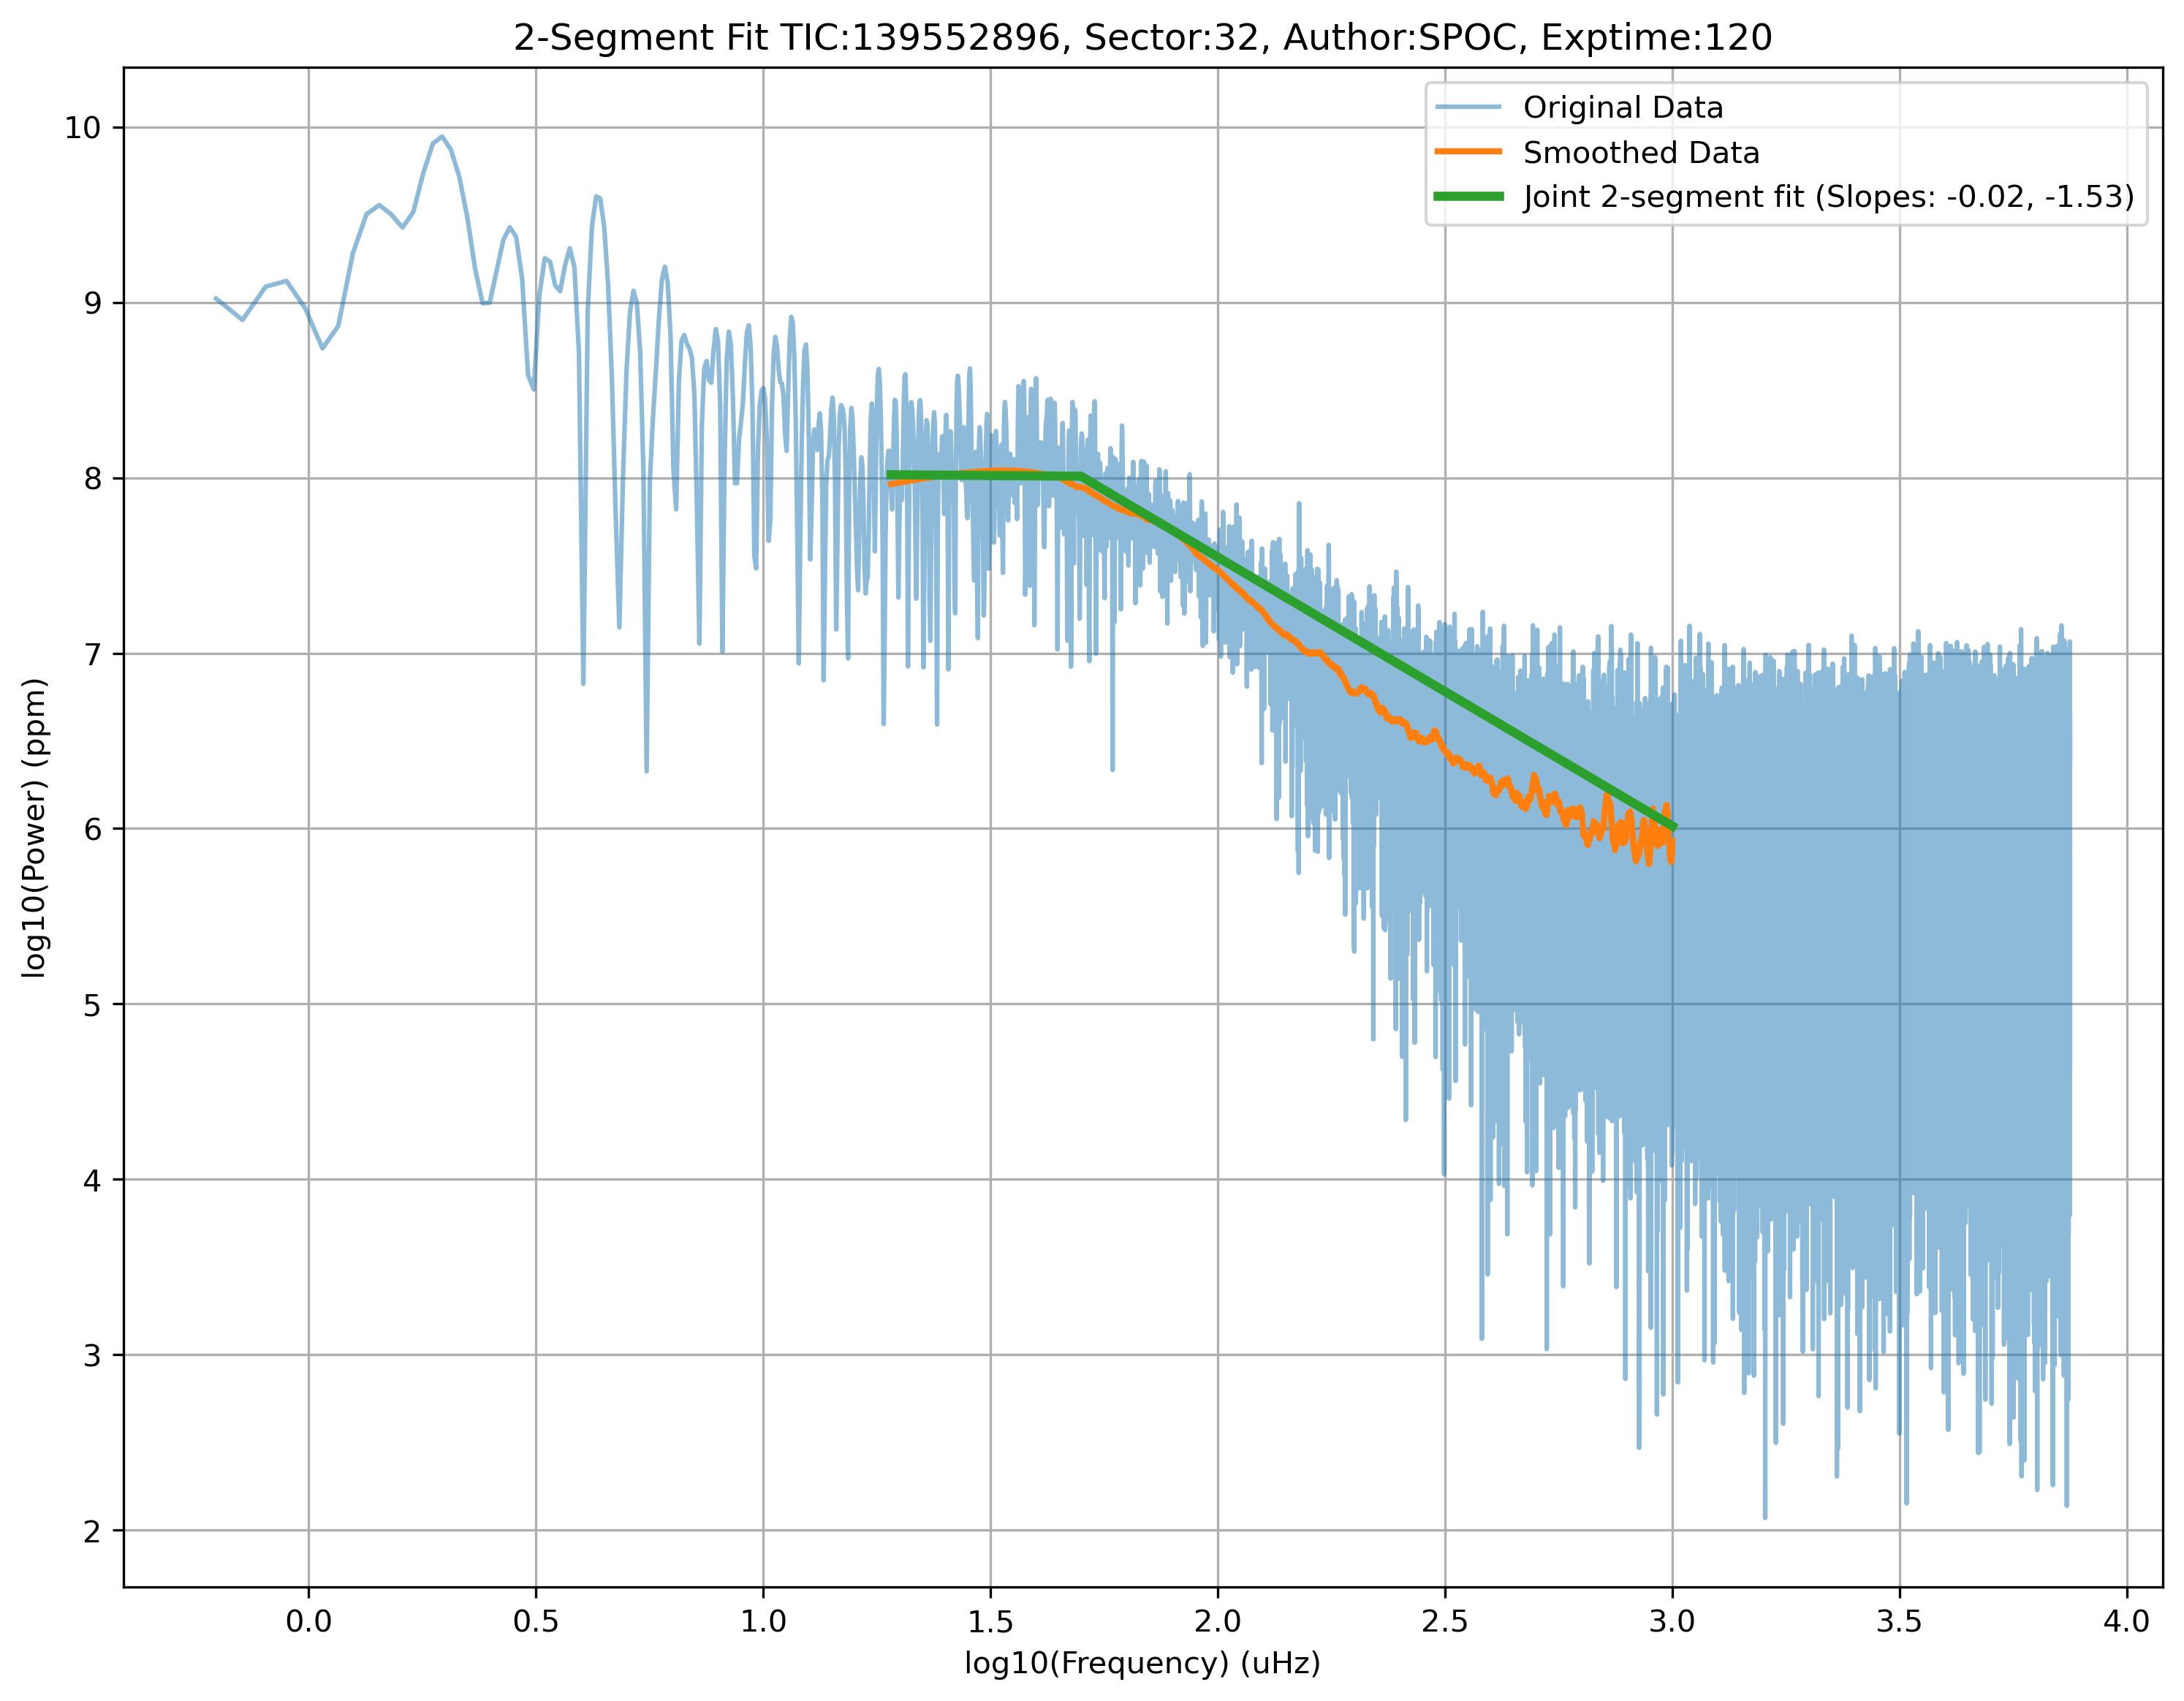 2-Segment Fit TIC:139552896, Sector:32, Author:SPOC, Exptime:120
Original Data
Smoothed Data
Joint 2-segment fit (Slopes: -0.02, -1.53)
log10(Power) (ppm)
10
9
8
7
6
5
4
3
2
0.0 0.5 1.0 1.5 2.0 2.5 3.0 3.5 4.0
log10(Frequency) (uHz)